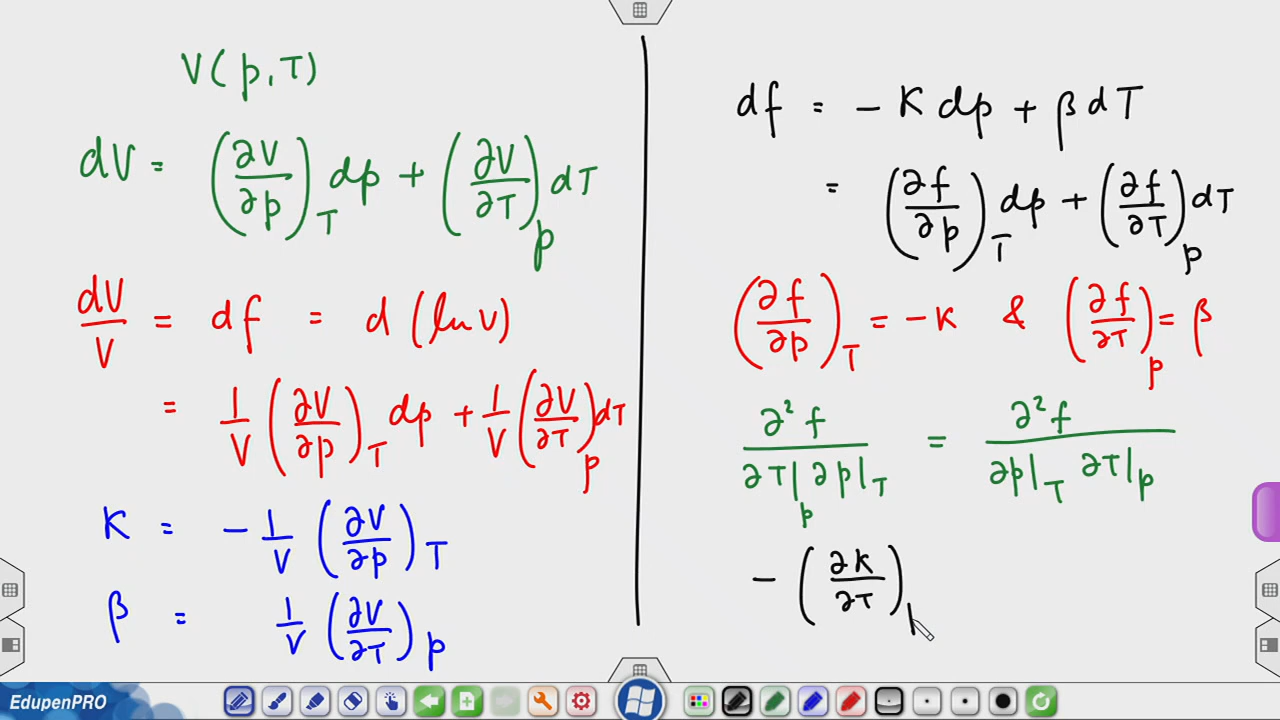 V(p,T)
dV = (∂V/∂p)_T dp + (∂V/∂T)_p dT
dV/V = df = d(ln V)
= 1/V (∂V/∂p)_T dp + 1/V (∂V/∂T)_p dT
K = - 1/V (∂V/∂p)_T
β = 1/V (∂V/∂T)_p
df = - K dp + β dT
= (∂f/∂p)_T dp + (∂f/∂T)_p dT
(∂f/∂p)_T = -K & (∂f/∂T)_p = β
∂²f/∂T|_p ∂p|_T = ∂²f/∂p|_T ∂T|_p
- (∂K/∂T)
EdupenPRO